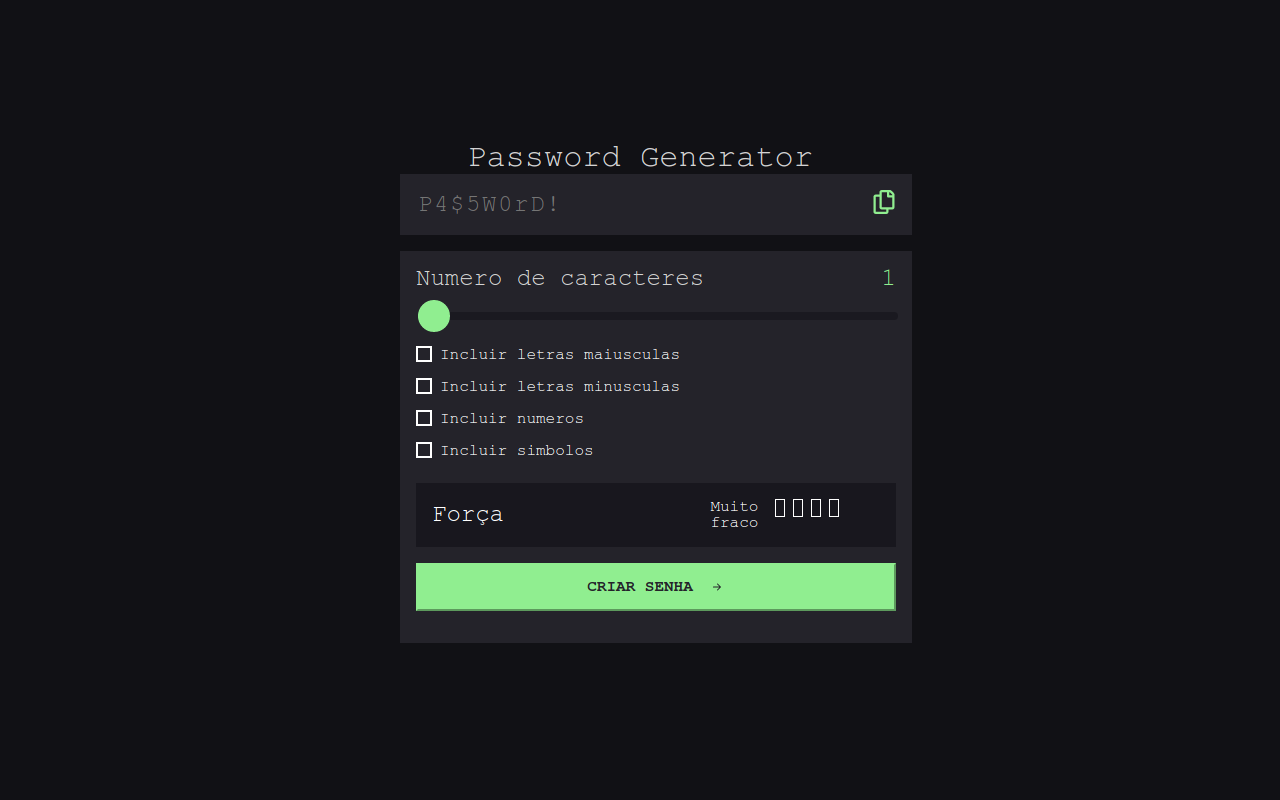 Password Generator
P4$5W0rD!
Numero de caracteres 1
Incluir letras maiusculas
Incluir letras minusculas
Incluir numeros
Incluir simbolos
Força
Muito
fraco
CRIAR SENHA →